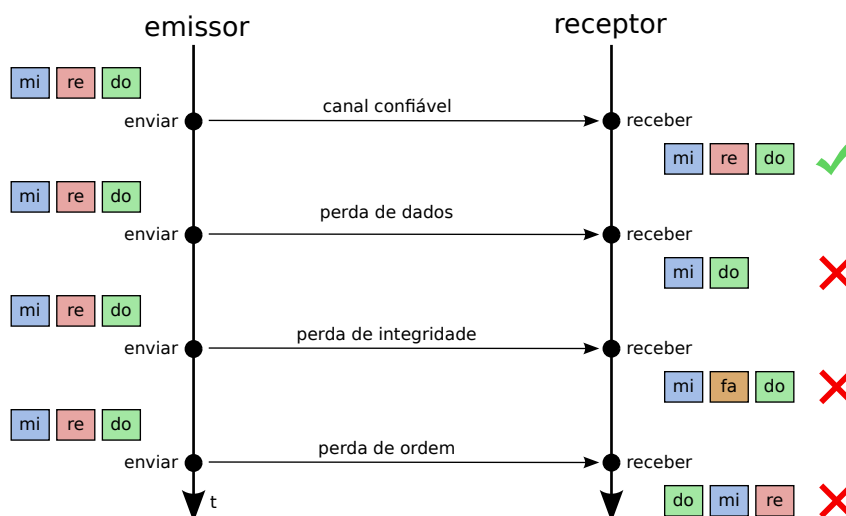 emissor
receptor
mi re do
canal confiável
enviar
receber
mi re do
mi re do
perda de dados
enviar
receber
mi do
mi re do
perda de integridade
enviar
receber
mi fa do
mi re do
perda de ordem
enviar
receber
t
do mi re